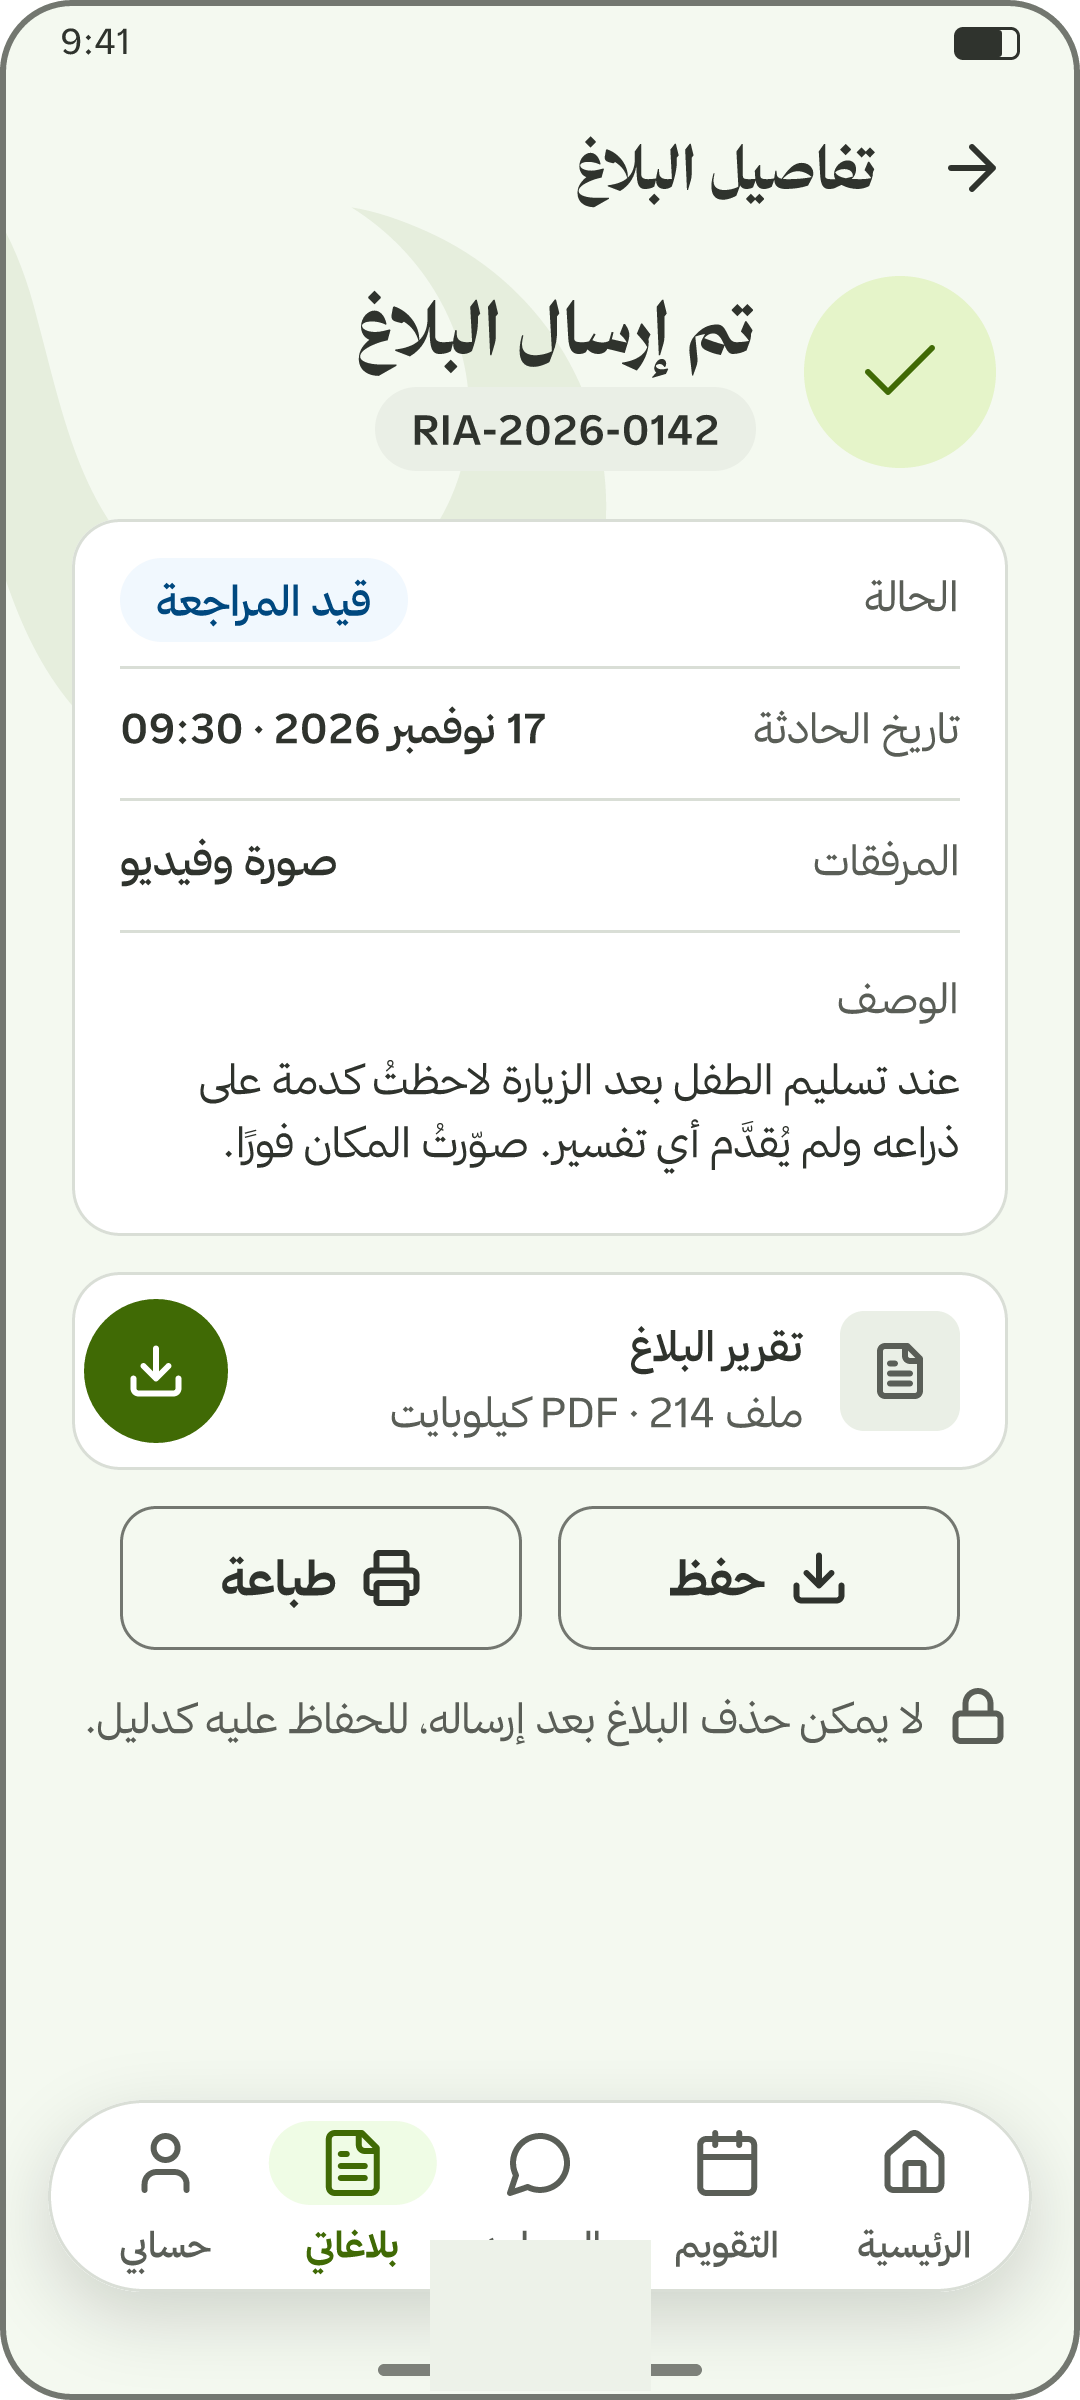 9:41
تفاصيل البلاغ
تم إرسال البلاغ
RIA-2026-0142
الحالة
قيد المراجعة
تاريخ الحادثة
17 نوفمبر 2026 · 09:30
المرفقات
صورة وفيديو
الوصف
عند تسليم الطفل بعد الزيارة لاحظتُ كدمة على
ذراعه ولم يُقدَّم أي تفسير. صوّرتُ المكان فورًا.
تقرير البلاغ
ملف PDF · 214 كيلوبايت
حفظ
طباعة
لا يمكن حذف البلاغ بعد إرساله، للحفاظ عليه كدليل.
الرئيسية
التقويم
بلاغاتي
حسابي